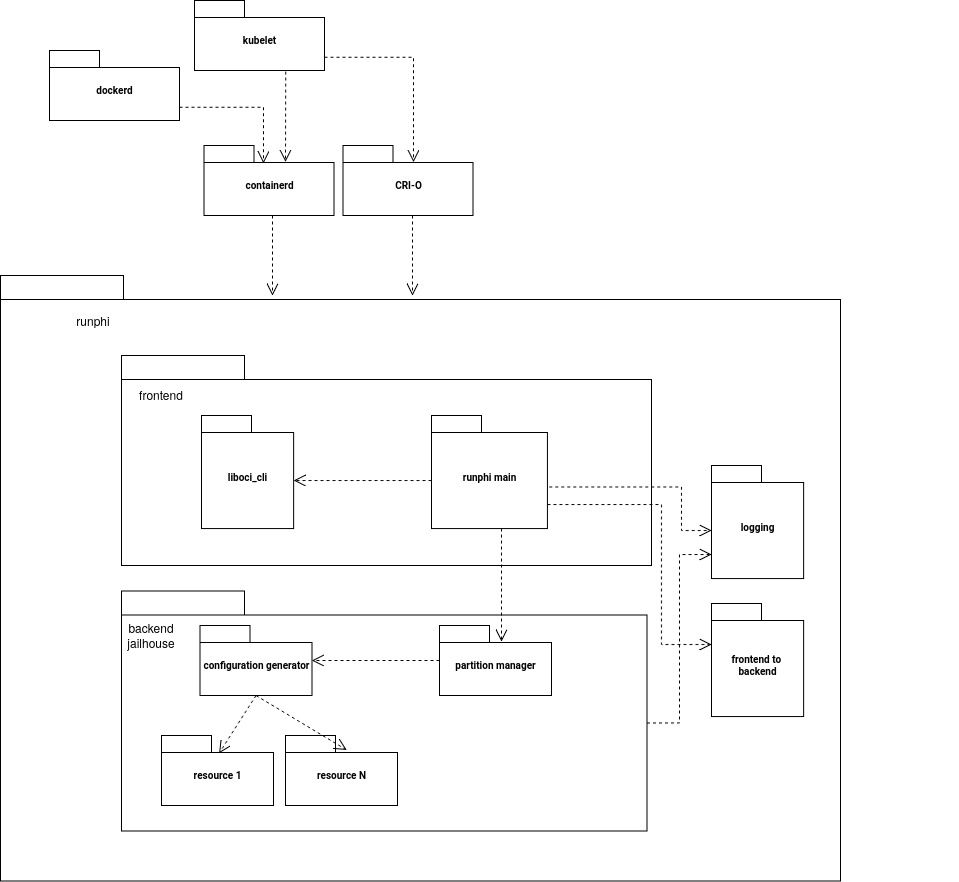 kubelet
dockerd
containerd
CRI-O
runphi
frontend
liboci_cli
runphi main
logging
backend
jailhouse
configuration generator
partition manager
frontend to
backend
resource 1
resource N